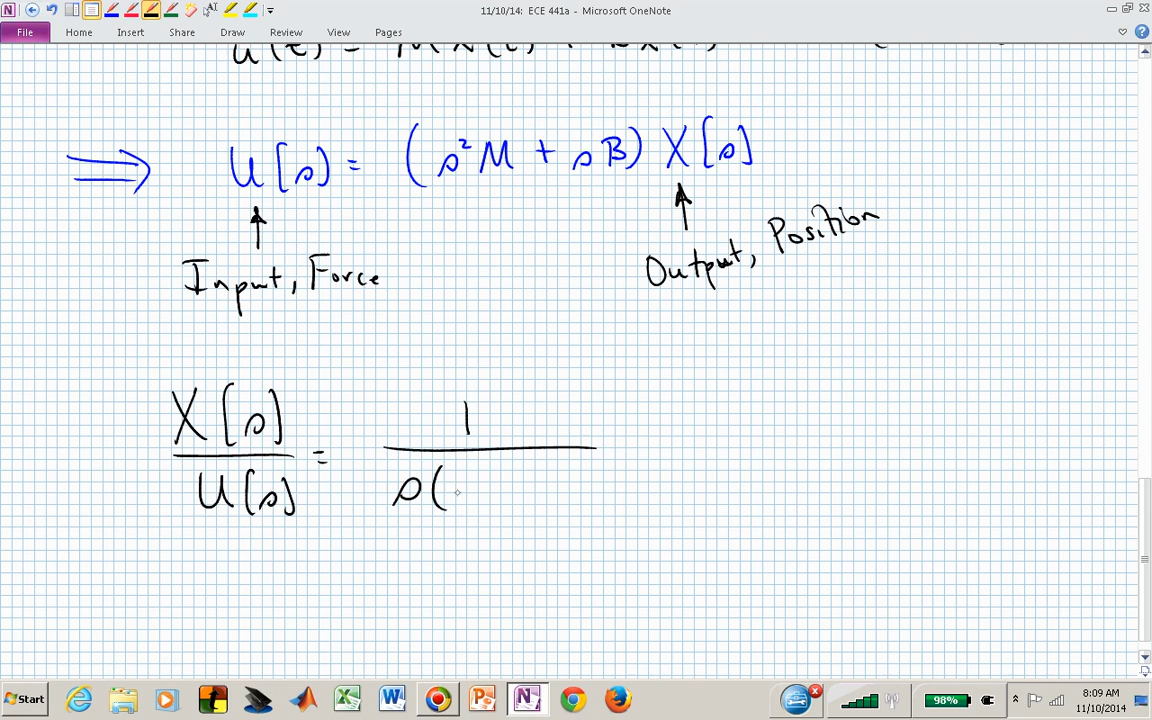 11/10/14: ECE 441a - Microsoft OneNote
File Home Insert Share Draw Review View Pages
⇒ U[s] = (s²M + sB) X[s]
Input, Force
Output, Position
X[s]
U[s]
=
1
s(
Start
98%
8:09 AM
11/10/2014